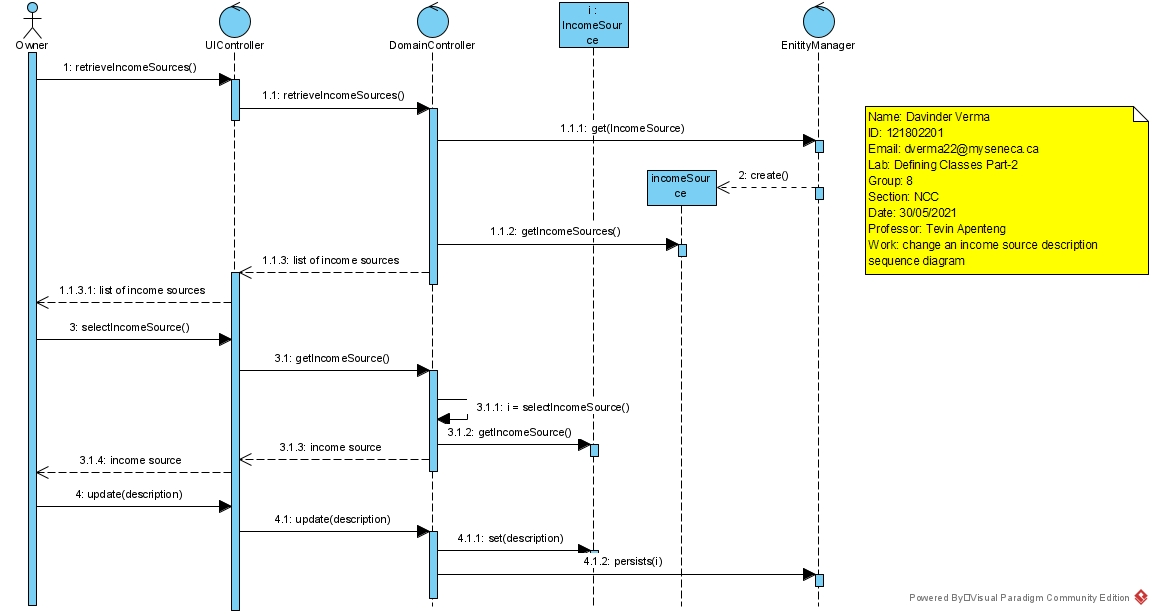 i :
IncomeSour
ce
Owner
UIController
DomainController
EnitityManager
1: retrieveIncomeSources()
1.1: retrieveIncomeSources()
1.1.1: get(IncomeSource)
incomeSour
ce
2: create()
1.1.2: getIncomeSources()
1.1.3: list of income sources
1.1.3.1: list of income sources
3: selectIncomeSource()
3.1: getIncomeSource()
3.1.1: i = selectIncomeSource()
3.1.2: getIncomeSource()
3.1.3: income source
3.1.4: income source
4: update(description)
4.1: update(description)
4.1.1: set(description)
4.1.2: persists(i)
Name: Davinder Verma
ID: 121802201
Email: dverma22@myseneca.ca
Lab: Defining Classes Part-2
Group: 8
Section: NCC
Date: 30/05/2021
Professor: Tevin Apenteng
Work: change an income source description
sequence diagram
Powered By▯Visual Paradigm Community Edition